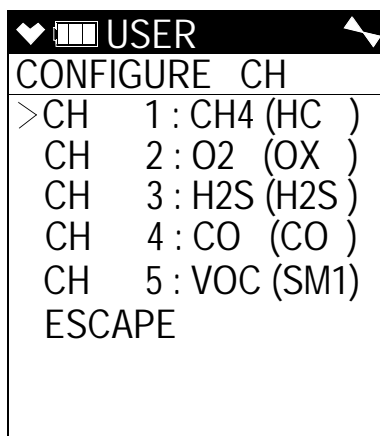 USER
CONFIGURE CH
>CH 1 : CH4 (HC )
CH 2 : O2 (OX )
CH 3 : H2S (H2S )
CH 4 : CO (CO )
CH 5 : VOC (SM1)
ESCAPE